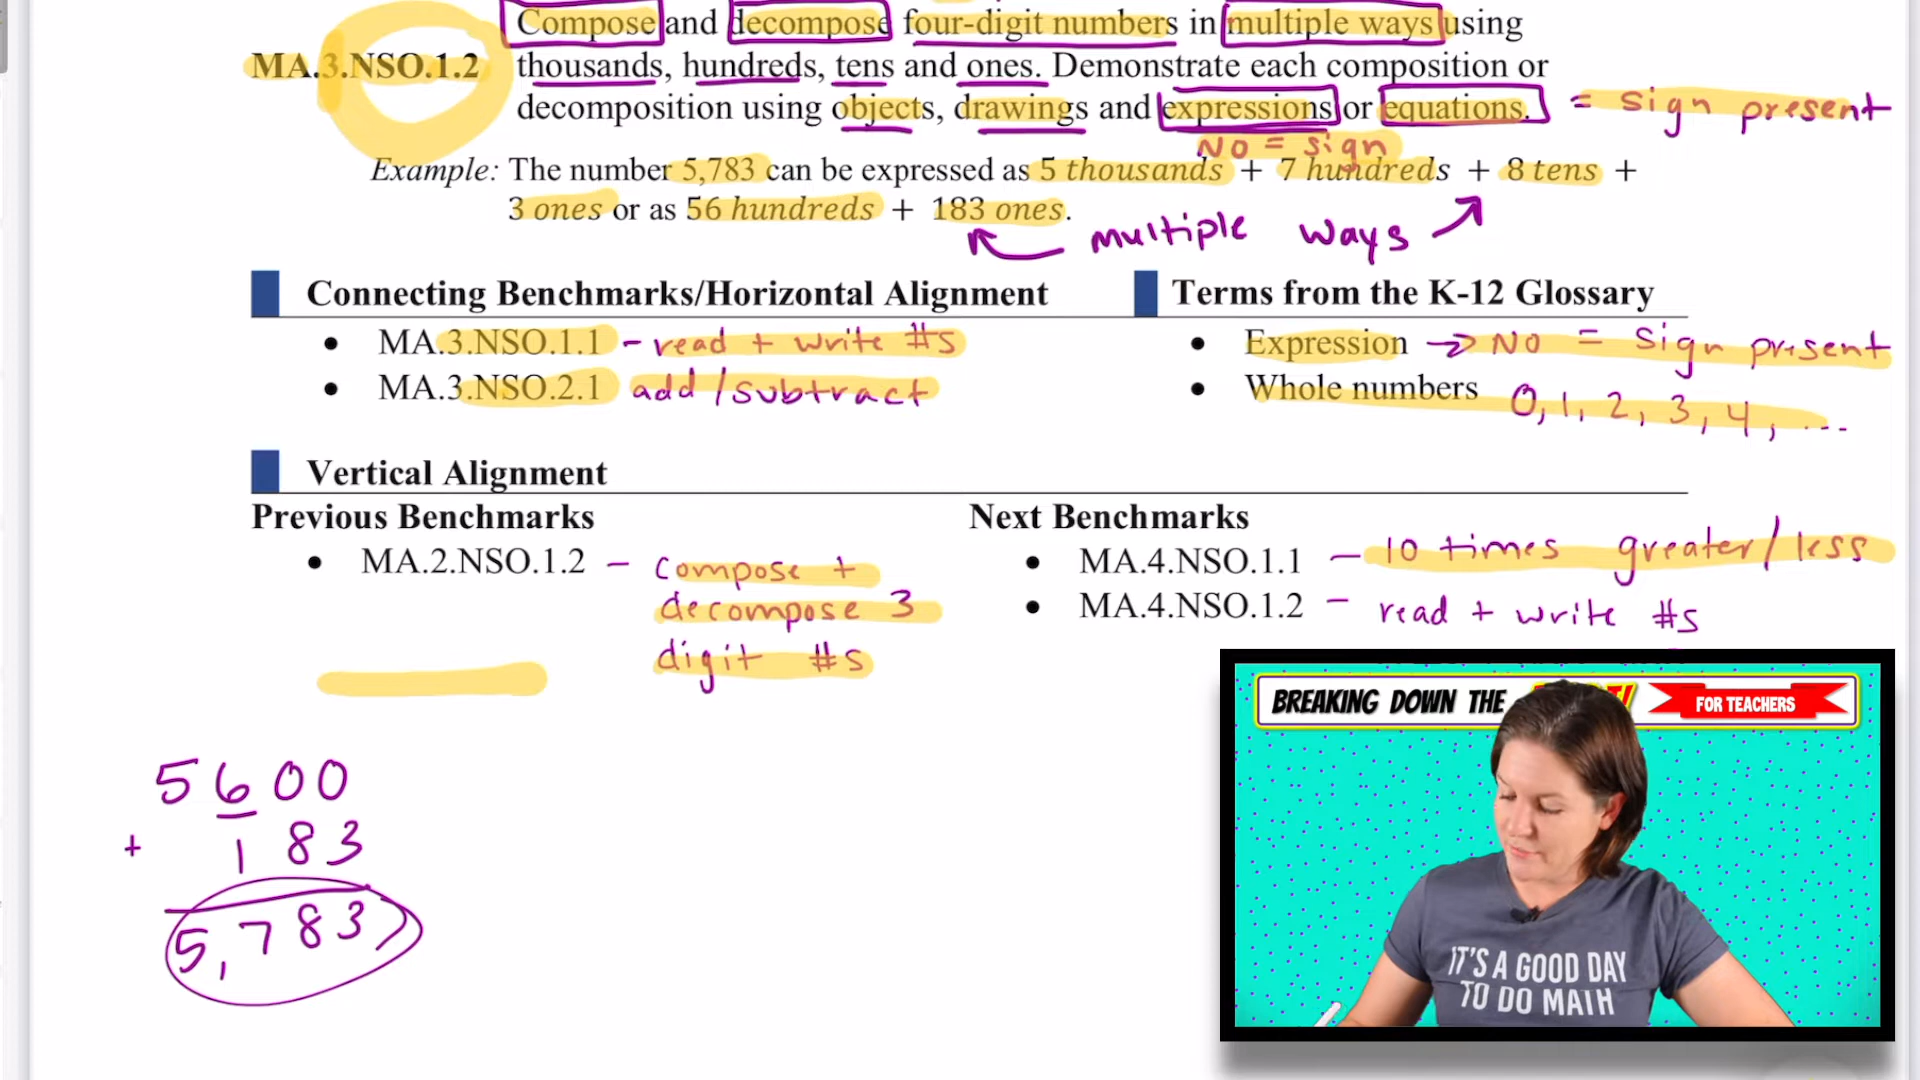 Compose and decompose four-digit numbers in multiple ways using
MA.3.NSO.1.2 thousands, hundreds, tens and ones. Demonstrate each composition or
decomposition using objects, drawings and expressions or equations. = sign present
NO = sign
Example: The number 5,783 can be expressed as 5 thousands + 7 hundreds + 8 tens +
3 ones or as 56 hundreds + 183 ones.
multiple ways
Connecting Benchmarks/Horizontal Alignment
MA.3.NSO.1.1 - read + write #s
MA.3.NSO.2.1 add/subtract
Terms from the K-12 Glossary
Expression → NO = sign present
Whole numbers 0, 1, 2, 3, 4, ...
Vertical Alignment
Previous Benchmarks
MA.2.NSO.1.2 - compose +
decompose 3
digit #s
Next Benchmarks
MA.4.NSO.1.1 - 10 times greater/less
MA.4.NSO.1.2 - read + write #s
5600
+ 183
5,783
BREAKING DOWN THE
FOR TEACHERS
IT'S A GOOD DAY
TO DO MATH